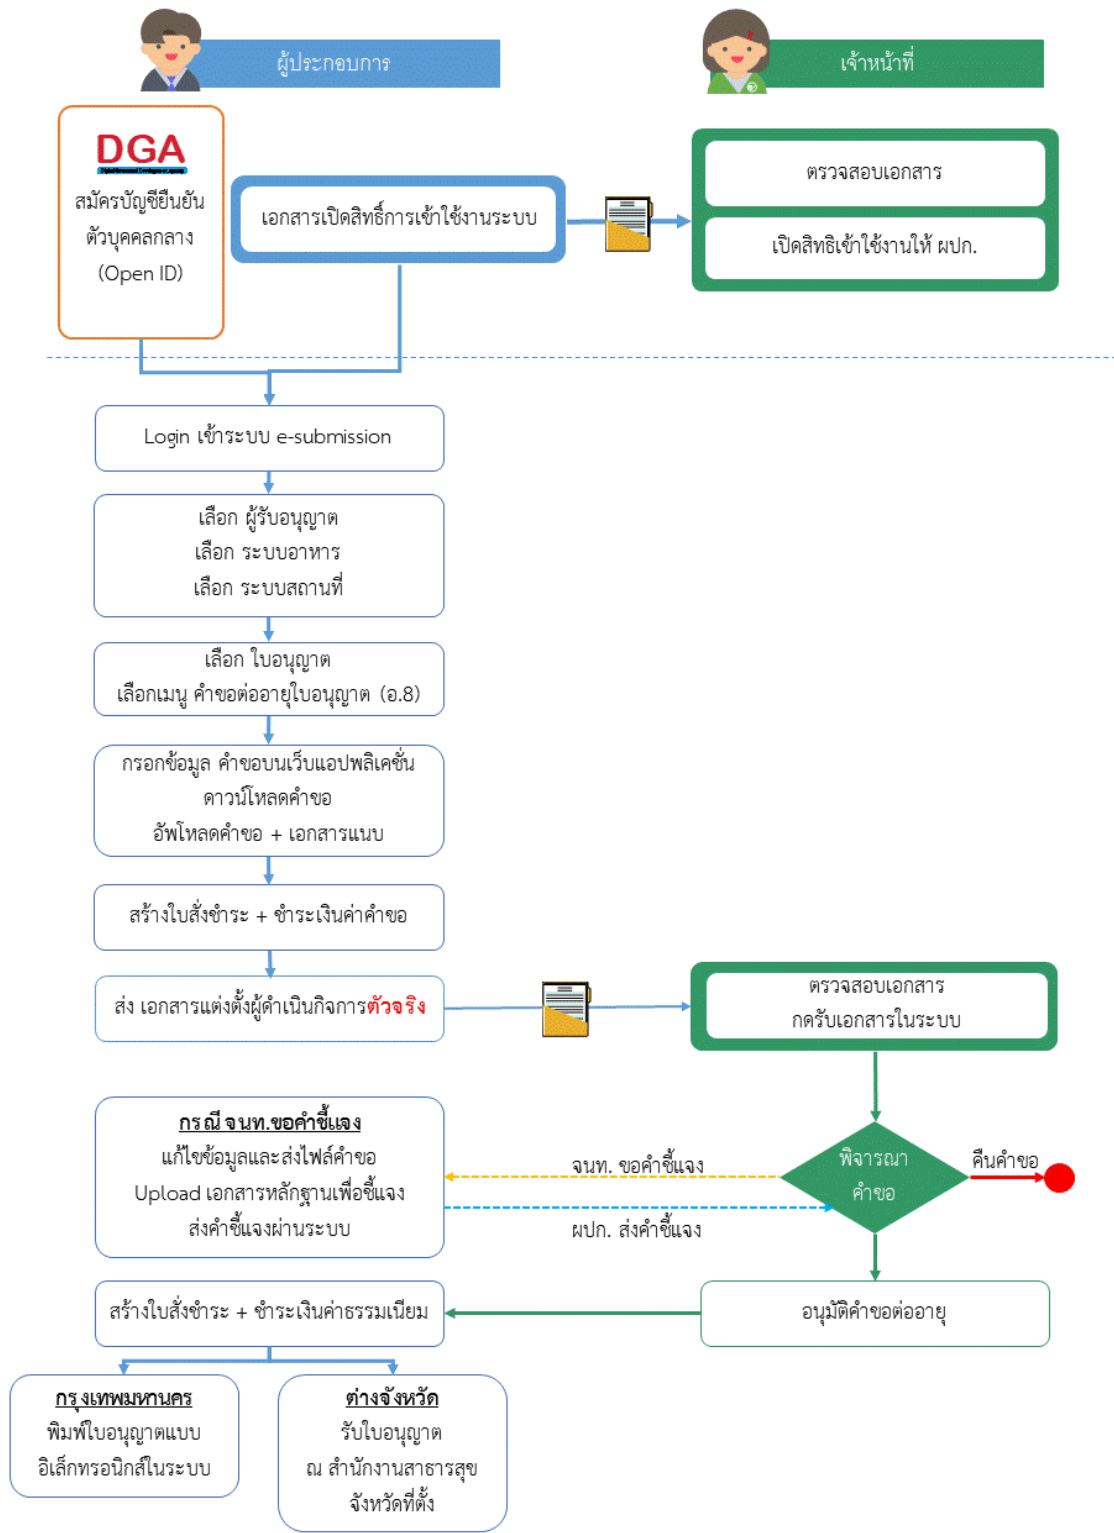 ผู้ประกอบการ
เจ้าหน้าที่
DGA
สมัครบัญชียืนยัน
ตัวบุคคลกลาง
(Open ID)
เอกสารเปิดสิทธิ์การเข้าใช้งานระบบ
ตรวจสอบเอกสาร
เปิดสิทธิเข้าใช้งานให้ ผปก.
Login เข้าระบบ e-submission
เลือก ผู้รับอนุญาต
เลือก ระบบอาหาร
เลือก ระบบสถานที่
เลือก ใบอนุญาต
เลือกเมนู คำขอต่ออายุใบอนุญาต (อ.8)
กรอกข้อมูล คำขอบนเว็บแอปพลิเคชั่น
ดาวน์โหลดคำขอ
อัพโหลดคำขอ + เอกสารแนบ
สร้างใบสั่งชำระ + ชำระเงินค่าคำขอ
ส่ง เอกสารแต่งตั้งผู้ดำเนินกิจการตัวจริง
ตรวจสอบเอกสาร
กดรับเอกสารในระบบ
กรณี จนท.ขอคำชี้แจง
แก้ไขข้อมูลและส่งไฟล์คำขอ
Upload เอกสารหลักฐานเพื่อชี้แจง
ส่งคำชี้แจงผ่านระบบ
จนท. ขอคำชี้แจง
ผปก. ส่งคำชี้แจง
พิจารณา
คำขอ
คืนคำขอ
สร้างใบสั่งชำระ + ชำระเงินค่าธรรมเนียม
อนุมัติคำขอต่ออายุ
กรุงเทพมหานคร
พิมพ์ใบอนุญาตแบบ
อิเล็กทรอนิกส์ในระบบ
ต่างจังหวัด
รับใบอนุญาต
ณ สำนักงานสาธารสุข
จังหวัดที่ตั้ง